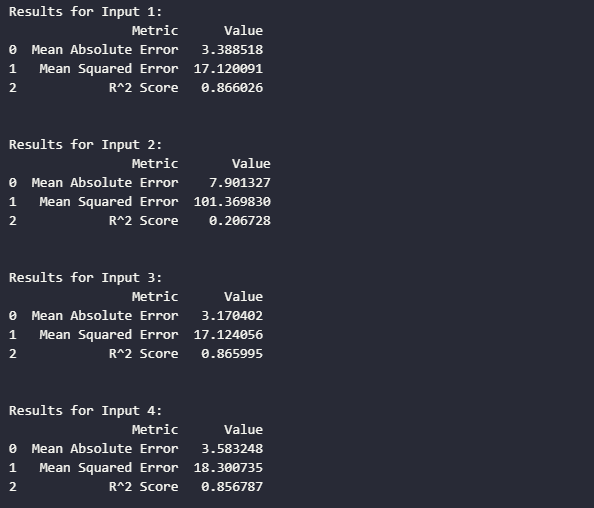 Results for Input 1:
Metric Value
0 Mean Absolute Error 3.388518
1 Mean Squared Error 17.120091
2 R^2 Score 0.866026
Results for Input 2:
Metric Value
0 Mean Absolute Error 7.901327
1 Mean Squared Error 101.369830
2 R^2 Score 0.206728
Results for Input 3:
Metric Value
0 Mean Absolute Error 3.170402
1 Mean Squared Error 17.124056
2 R^2 Score 0.865995
Results for Input 4:
Metric Value
0 Mean Absolute Error 3.583248
1 Mean Squared Error 18.300735
2 R^2 Score 0.856787